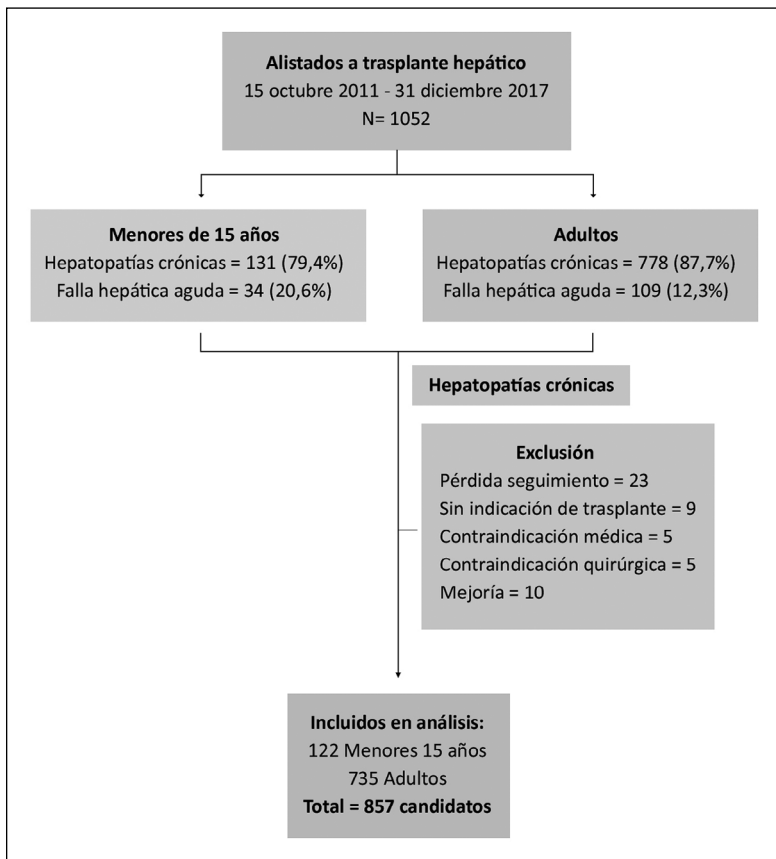 Alistados a trasplante hepático
15 octubre 2011 - 31 diciembre 2017
N= 1052
Menores de 15 años
Hepatopatías crónicas = 131 (79,4%)
Falla hepática aguda = 34 (20,6%)
Adultos
Hepatopatías crónicas = 778 (87,7%)
Falla hepática aguda = 109 (12,3%)
Hepatopatías crónicas
Exclusión
Pérdida seguimiento = 23
Sin indicación de trasplante = 9
Contraindicación médica = 5
Contraindicación quirúrgica = 5
Mejoría = 10
Incluidos en análisis:
122 Menores 15 años
735 Adultos
Total = 857 candidatos